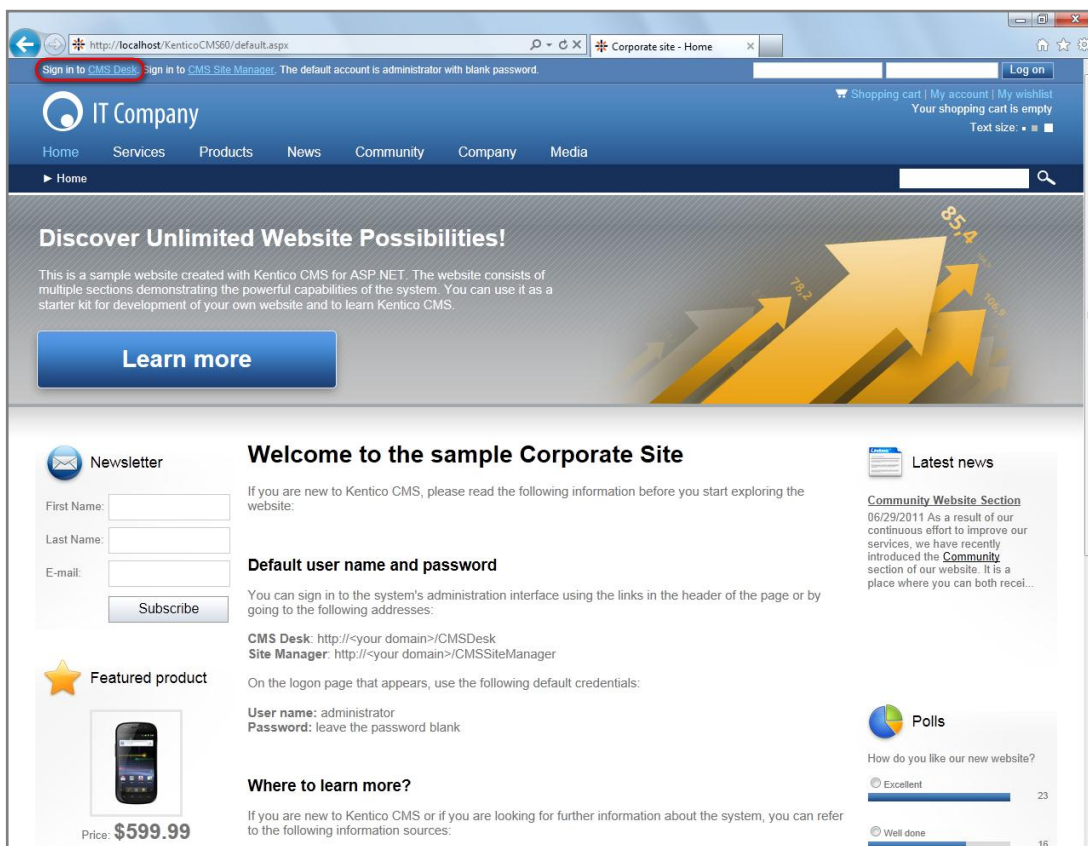 http://localhost/KenticoCMS60/default.aspx
Corporate site - Home
Sign in to CMS Desk. Sign in to CMS Site Manager. The default account is administrator with blank password.
Log on
Shopping cart | My account | My wishlist
Your shopping cart is empty
Text size:
IT Company
Home Services Products News Community Company Media
► Home
85,4
78,2
106,9
Discover Unlimited Website Possibilities!
This is a sample website created with Kentico CMS for ASP.NET. The website consists of
multiple sections demonstrating the powerful capabilities of the system. You can use it as a
starter kit for development of your own website and to learn Kentico CMS.
Learn more
Newsletter
First Name:
Last Name:
E-mail:
Subscribe
Featured product
Price: $599.99
Welcome to the sample Corporate Site
If you are new to Kentico CMS, please read the following information before you start exploring the
website:
Default user name and password
You can sign in to the system's administration interface using the links in the header of the page or by
going to the following addresses:
CMS Desk: http://<your domain>/CMSDesk
Site Manager: http://<your domain>/CMSSiteManager
On the logon page that appears, use the following default credentials:
User name: administrator
Password: leave the password blank
Where to learn more?
If you are new to Kentico CMS or if you are looking for further information about the system, you can refer
to the following information sources:
Latest news
Community Website Section
06/29/2011 As a result of our
continuous effort to improve our
services, we have recently
introduced the Community
section of our website. It is a
place where you can both recei...
Polls
How do you like our new website?
Excellent
23
Well done
16